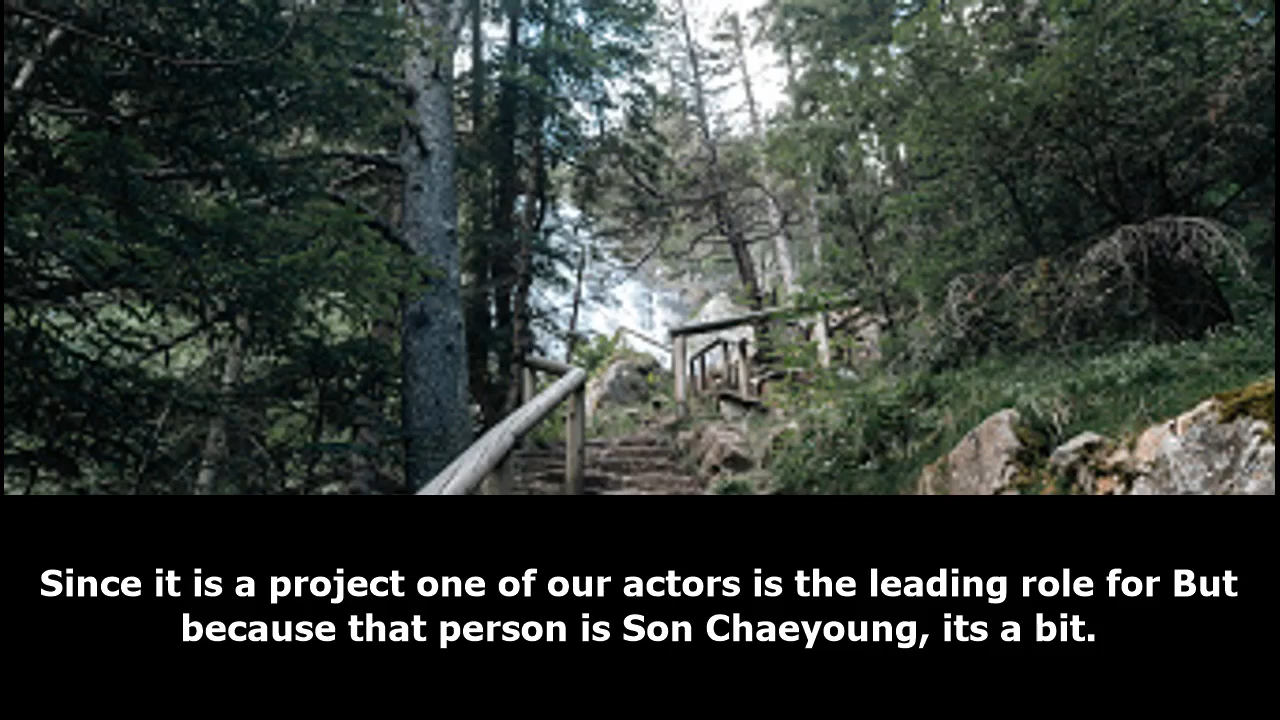 Since it is a project one of our actors is the leading role for But
because that person is Son Chaeyoung, its a bit.